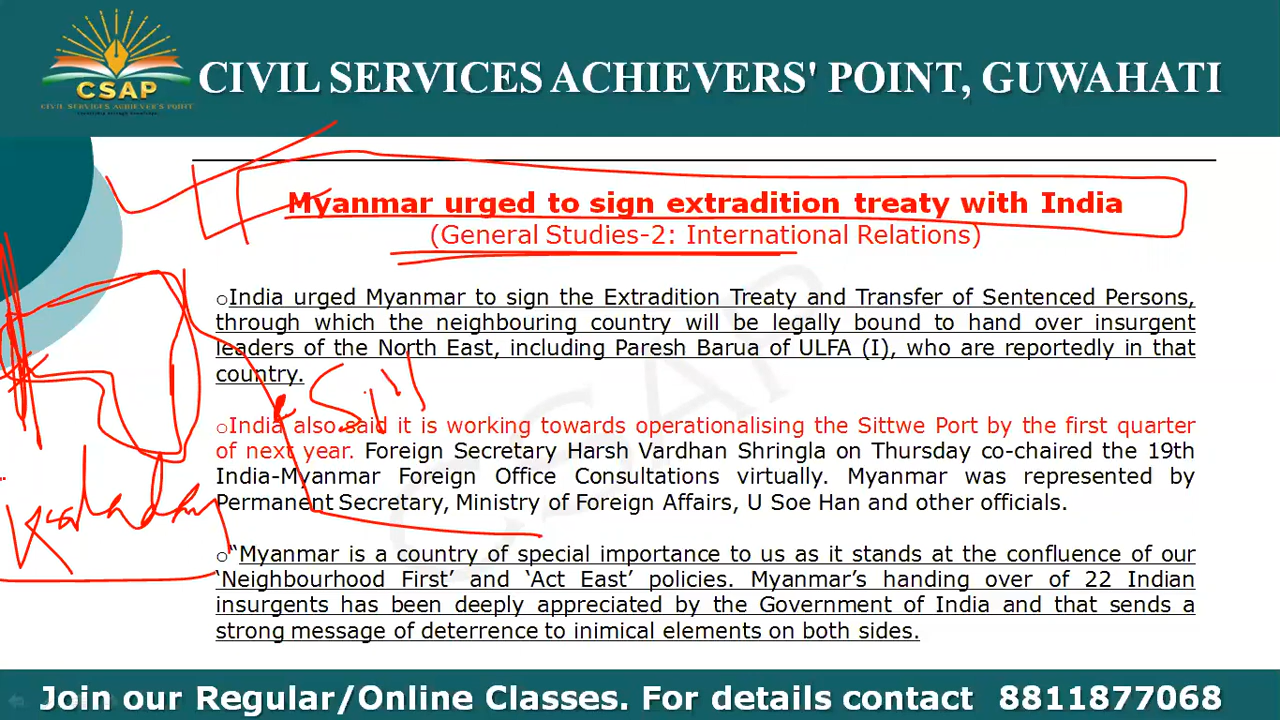 CSAP
CIVIL SERVICES ACHIEVER'S POINT
CIVIL SERVICES ACHIEVERS' POINT, GUWAHATI
Myanmar urged to sign extradition treaty with India
(General Studies-2: International Relations)
○India urged Myanmar to sign the Extradition Treaty and Transfer of Sentenced Persons,
through which the neighbouring country will be legally bound to hand over insurgent
leaders of the North East, including Paresh Barua of ULFA (I), who are reportedly in that
country.
○India also said it is working towards operationalising the Sittwe Port by the first quarter
of next year. Foreign Secretary Harsh Vardhan Shringla on Thursday co-chaired the 19th
India-Myanmar Foreign Office Consultations virtually. Myanmar was represented by
Permanent Secretary, Ministry of Foreign Affairs, U Soe Han and other officials.
○“Myanmar is a country of special importance to us as it stands at the confluence of our
‘Neighbourhood First’ and ‘Act East’ policies. Myanmar’s handing over of 22 Indian
insurgents has been deeply appreciated by the Government of India and that sends a
strong message of deterrence to inimical elements on both sides.
CSAP
Join our Regular/Online Classes. For details contact 8811877068